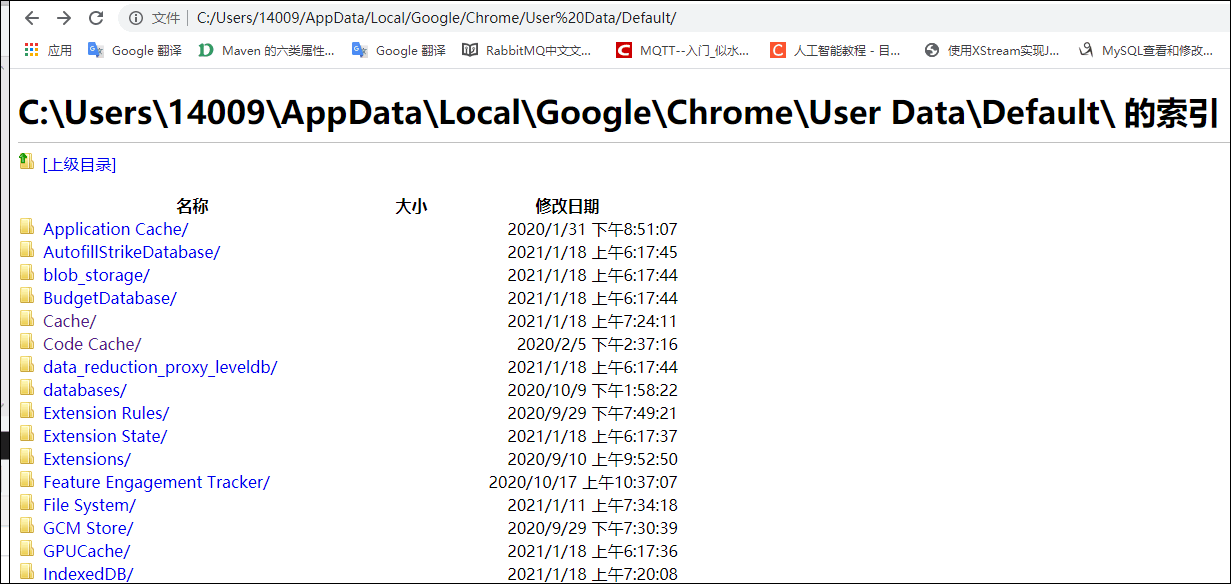 文件 C:/Users/14009/AppData/Local/Google/Chrome/User%20Data/Default/
应用 Google 翻译 Maven 的六类属性... Google 翻译 RabbitMQ中文文... MQTT--入门_似水... 人工智能教程 - 目... 使用XStream实现J... MySQL查看和修改...
C:\Users\14009\AppData\Local\Google\Chrome\User Data\Default\ 的索引
[上级目录]
名称 大小 修改日期
Application Cache/ 2020/1/31 下午8:51:07
AutofillStrikeDatabase/ 2021/1/18 上午6:17:45
blob_storage/ 2021/1/18 上午6:17:44
BudgetDatabase/ 2021/1/18 上午6:17:44
Cache/ 2021/1/18 上午7:24:11
Code Cache/ 2020/2/5 下午2:37:16
data_reduction_proxy_leveldb/ 2021/1/18 上午6:17:44
databases/ 2020/10/9 下午1:58:22
Extension Rules/ 2020/9/29 下午7:49:21
Extension State/ 2021/1/18 上午6:17:37
Extensions/ 2020/9/10 上午9:52:50
Feature Engagement Tracker/ 2020/10/17 上午10:37:07
File System/ 2021/1/11 上午7:34:18
GCM Store/ 2020/9/29 下午7:30:39
GPUCache/ 2021/1/18 上午6:17:36
IndexedDB/ 2021/1/18 上午7:20:08